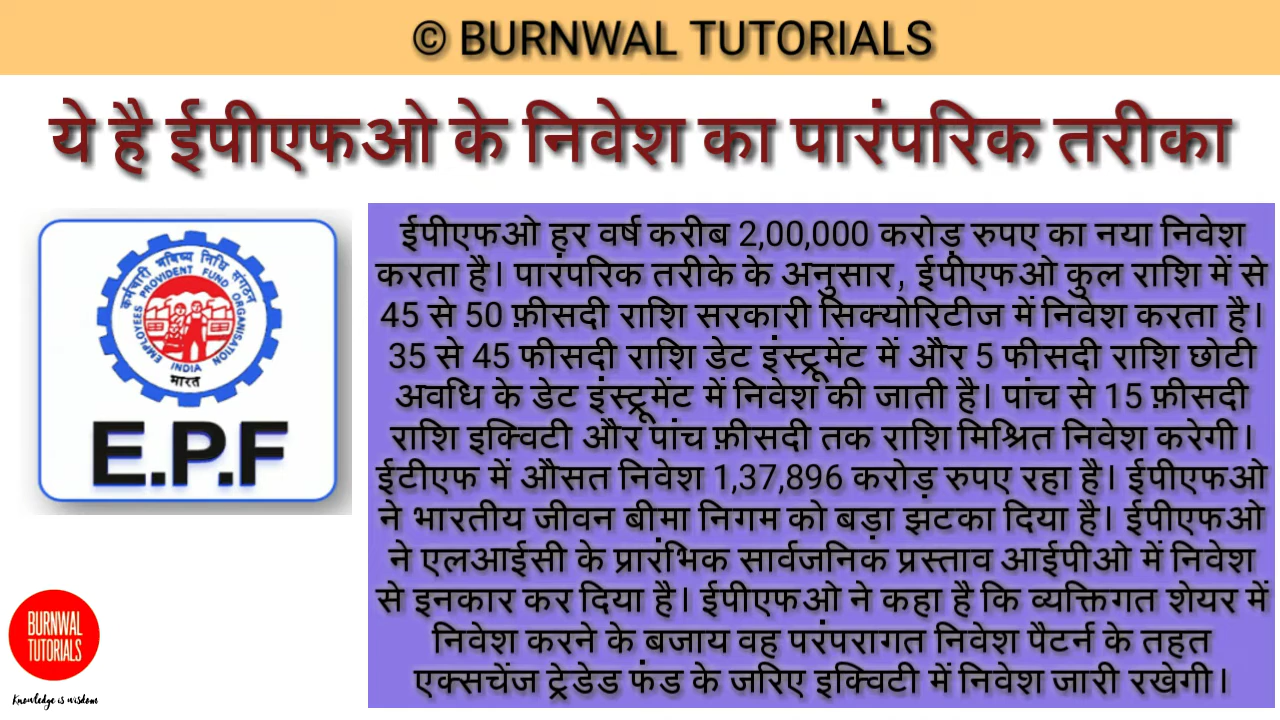 © BURNWAL TUTORIALS
ये है ईपीएफओ के निवेश का पारंपरिक तरीका
कर्मचारी भविष्य निधि संगठन
EMPLOYEES PROVIDENT FUND ORGANISATION
INDIA
भारत
E.P.F
ईपीएफओ हर वर्ष करीब 2,00,000 करोड़ रुपए का नया निवेश
करता है। पारंपरिक तरीके के अनुसार, ईपीएफओ कुल राशि में से
45 से 50 फ़ीसदी राशि सरकारी सिक्योरिटीज में निवेश करता है।
35 से 45 फीसदी राशि डेट इंस्ट्रूमेंट में और 5 फीसदी राशि छोटी
अवधि के डेट इंस्ट्रूमेंट में निवेश की जाती है। पांच से 15 फ़ीसदी
राशि इक्विटी और पांच फ़ीसदी तक राशि मिश्रित निवेश करेगी।
ईटीएफ में औसत निवेश 1,37,896 करोड़ रुपए रहा है। ईपीएफओ
ने भारतीय जीवन बीमा निगम को बड़ा झटका दिया है। ईपीएफओ
ने एलआईसी के प्रारंभिक सार्वजनिक प्रस्ताव आईपीओ में निवेश
से इनकार कर दिया है। ईपीएफओ ने कहा है कि व्यक्तिगत शेयर में
निवेश करने के बजाय वह परंपरागत निवेश पैटर्न के तहत
एक्सचेंज ट्रेडेड फंड के जरिए इक्विटी में निवेश जारी रखेगी।
BURNWAL
TUTORIALS
Knowledge is wisdom